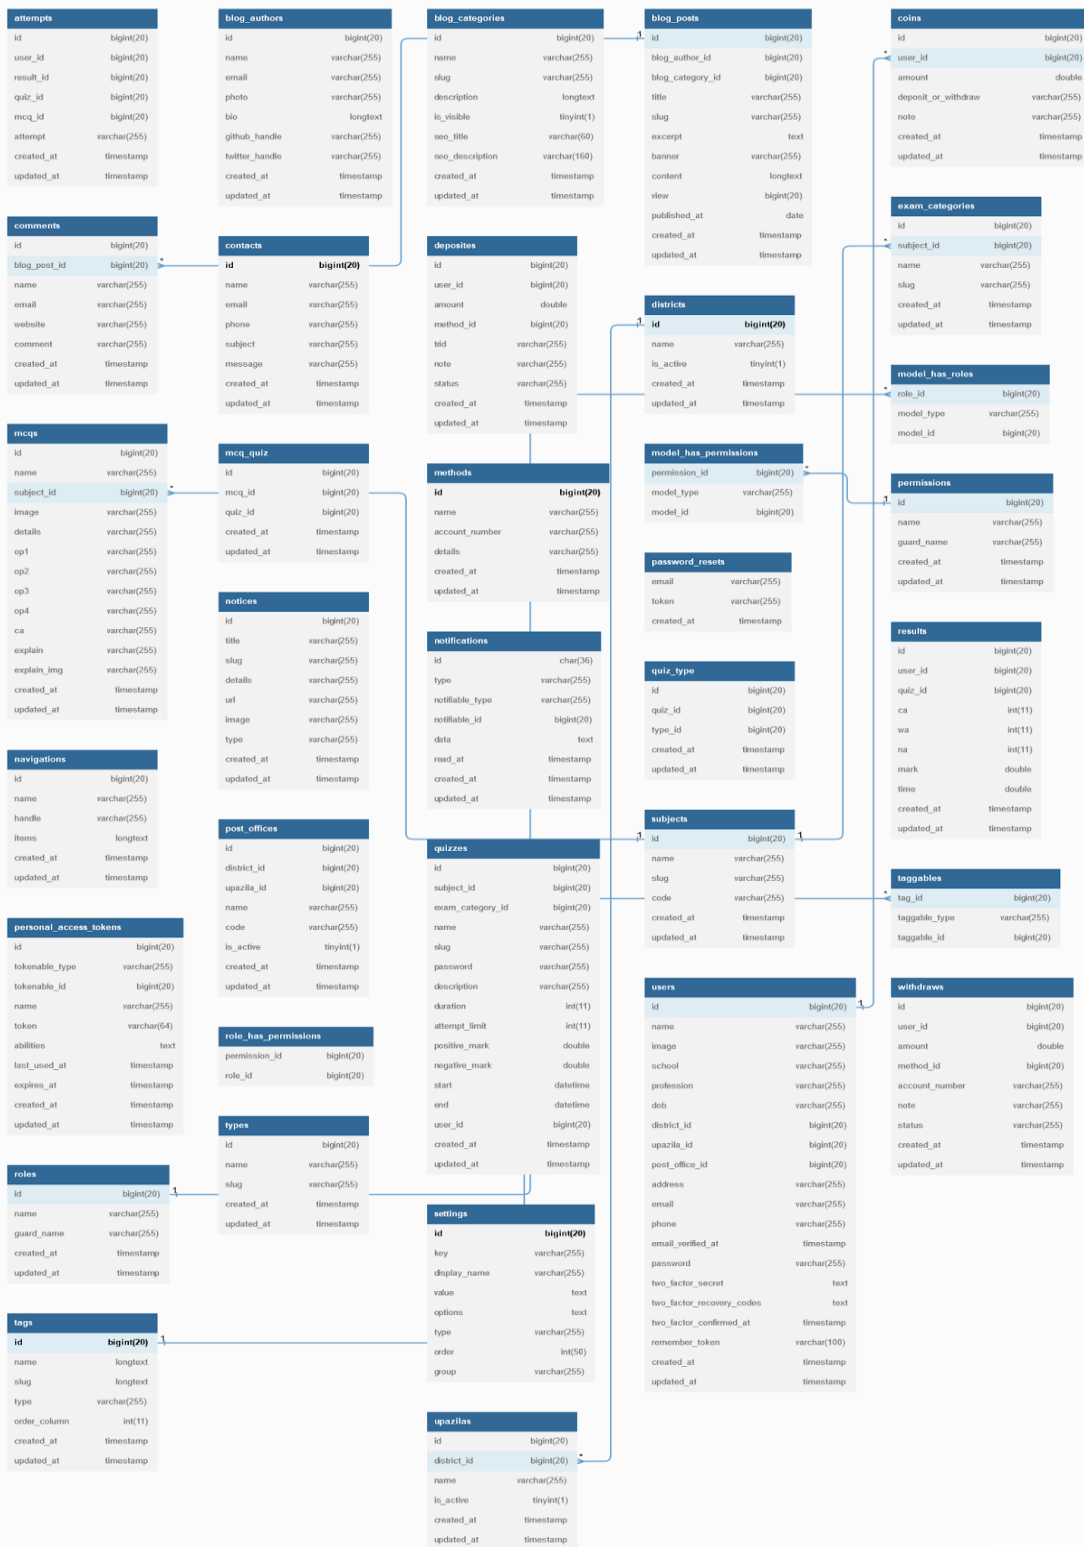 attempts
id bigint(20)
user_id bigint(20)
result_id bigint(20)
quiz_id bigint(20)
mcq_id bigint(20)
attempt varchar(255)
created_at timestamp
updated_at timestamp
comments
id bigint(20)
blog_post_id bigint(20)
*
name varchar(255)
email varchar(255)
website varchar(255)
comment varchar(255)
created_at timestamp
updated_at timestamp
mcqs
id bigint(20)
name varchar(255)
subject_id bigint(20)
*
image varchar(255)
details varchar(255)
op1 varchar(255)
op2 varchar(255)
op3 varchar(255)
op4 varchar(255)
ca varchar(255)
explain varchar(255)
explain_img varchar(255)
created_at timestamp
updated_at timestamp
navigations
id bigint(20)
name varchar(255)
handle varchar(255)
items longtext
created_at timestamp
updated_at timestamp
personal_access_tokens
id bigint(20)
tokenable_type varchar(255)
tokenable_id bigint(20)
name varchar(255)
token varchar(64)
abilities text
last_used_at timestamp
expires_at timestamp
created_at timestamp
updated_at timestamp
roles
id bigint(20)
1
name varchar(255)
guard_name varchar(255)
created_at timestamp
updated_at timestamp
tags
id bigint(20)
1
name longtext
slug longtext
type varchar(255)
order_column int(11)
created_at timestamp
updated_at timestamp
blog_authors
id bigint(20)
name varchar(255)
email varchar(255)
photo varchar(255)
bio longtext
github_handle varchar(255)
twitter_handle varchar(255)
created_at timestamp
updated_at timestamp
contacts
id bigint(20)
name varchar(255)
email varchar(255)
phone varchar(255)
subject varchar(255)
message varchar(255)
created_at timestamp
updated_at timestamp
mcq_quiz
id bigint(20)
mcq_id bigint(20)
quiz_id bigint(20)
created_at timestamp
updated_at timestamp
notices
id bigint(20)
title varchar(255)
slug varchar(255)
details varchar(255)
url varchar(255)
image varchar(255)
type varchar(255)
created_at timestamp
updated_at timestamp
post_offices
id bigint(20)
district_id bigint(20)
upazila_id bigint(20)
name varchar(255)
code varchar(255)
is_active tinyint(1)
created_at timestamp
updated_at timestamp
role_has_permissions
permission_id bigint(20)
role_id bigint(20)
types
id bigint(20)
name varchar(255)
slug varchar(255)
created_at timestamp
updated_at timestamp
blog_categories
id bigint(20)
name varchar(255)
slug varchar(255)
description longtext
is_visible tinyint(1)
seo_title varchar(60)
seo_description varchar(160)
created_at timestamp
updated_at timestamp
deposites
id bigint(20)
user_id bigint(20)
amount double
method_id bigint(20)
trid varchar(255)
note varchar(255)
status varchar(255)
created_at timestamp
updated_at timestamp
methods
id bigint(20)
name varchar(255)
account_number varchar(255)
details varchar(255)
created_at timestamp
updated_at timestamp
notifications
id char(36)
type varchar(255)
notifiable_type varchar(255)
notifiable_id bigint(20)
data text
read_at timestamp
created_at timestamp
updated_at timestamp
quizzes
id bigint(20)
subject_id bigint(20)
exam_category_id bigint(20)
name varchar(255)
slug varchar(255)
password varchar(255)
description varchar(255)
duration int(11)
attempt_limit int(11)
positive_mark double
negative_mark double
start datetime
end datetime
user_id bigint(20)
created_at timestamp
updated_at timestamp
settings
id bigint(20)
key varchar(255)
display_name varchar(255)
value text
options text
type varchar(255)
order int(50)
group varchar(255)
upazilas
id bigint(20)
district_id bigint(20)
*
name varchar(255)
is_active tinyint(1)
created_at timestamp
updated_at timestamp
blog_posts
1
id bigint(20)
blog_author_id bigint(20)
blog_category_id bigint(20)
title varchar(255)
slug varchar(255)
excerpt text
banner varchar(255)
content longtext
view bigint(20)
published_at date
created_at timestamp
updated_at timestamp
districts
1
id bigint(20)
name varchar(255)
is_active tinyint(1)
created_at timestamp
updated_at timestamp
model_has_permissions
permission_id bigint(20)
*
model_type varchar(255)
model_id bigint(20)
password_resets
email varchar(255)
token varchar(255)
created_at timestamp
quiz_type
id bigint(20)
quiz_id bigint(20)
type_id bigint(20)
created_at timestamp
updated_at timestamp
subjects
1
id bigint(20)
1
name varchar(255)
slug varchar(255)
code varchar(255)
created_at timestamp
updated_at timestamp
users
id bigint(20)
1
name varchar(255)
image varchar(255)
school varchar(255)
profession varchar(255)
dob varchar(255)
district_id bigint(20)
upazila_id bigint(20)
post_office_id bigint(20)
address varchar(255)
email varchar(255)
phone varchar(255)
email_verified_at timestamp
password varchar(255)
two_factor_secret text
two_factor_recovery_codes text
two_factor_confirmed_at timestamp
remember_token varchar(100)
created_at timestamp
updated_at timestamp
coins
id bigint(20)
*
user_id bigint(20)
amount double
deposit_or_withdraw varchar(255)
note varchar(255)
created_at timestamp
updated_at timestamp
exam_categories
id bigint(20)
*
subject_id bigint(20)
name varchar(255)
slug varchar(255)
created_at timestamp
updated_at timestamp
model_has_roles
*
role_id bigint(20)
model_type varchar(255)
model_id bigint(20)
permissions
1
id bigint(20)
name varchar(255)
guard_name varchar(255)
created_at timestamp
updated_at timestamp
results
id bigint(20)
user_id bigint(20)
quiz_id bigint(20)
ca int(11)
wa int(11)
na int(11)
mark double
time double
created_at timestamp
updated_at timestamp
taggables
*
tag_id bigint(20)
taggable_type varchar(255)
taggable_id bigint(20)
withdraws
id bigint(20)
user_id bigint(20)
amount double
method_id bigint(20)
account_number varchar(255)
note varchar(255)
status varchar(255)
created_at timestamp
updated_at timestamp